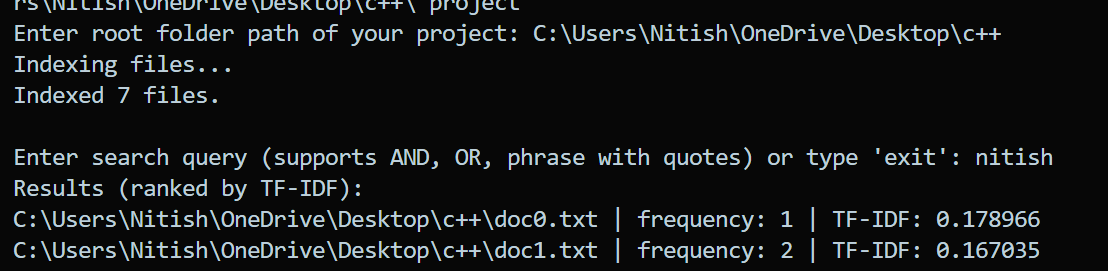 rs\Nitish\OneDrive\Desktop\c++\ project
Enter root folder path of your project: C:\Users\Nitish\OneDrive\Desktop\c++
Indexing files...
Indexed 7 files.
Enter search query (supports AND, OR, phrase with quotes) or type 'exit': nitish
Results (ranked by TF-IDF):
C:\Users\Nitish\OneDrive\Desktop\c++\doc0.txt | frequency: 1 | TF-IDF: 0.178966
C:\Users\Nitish\OneDrive\Desktop\c++\doc1.txt | frequency: 2 | TF-IDF: 0.167035